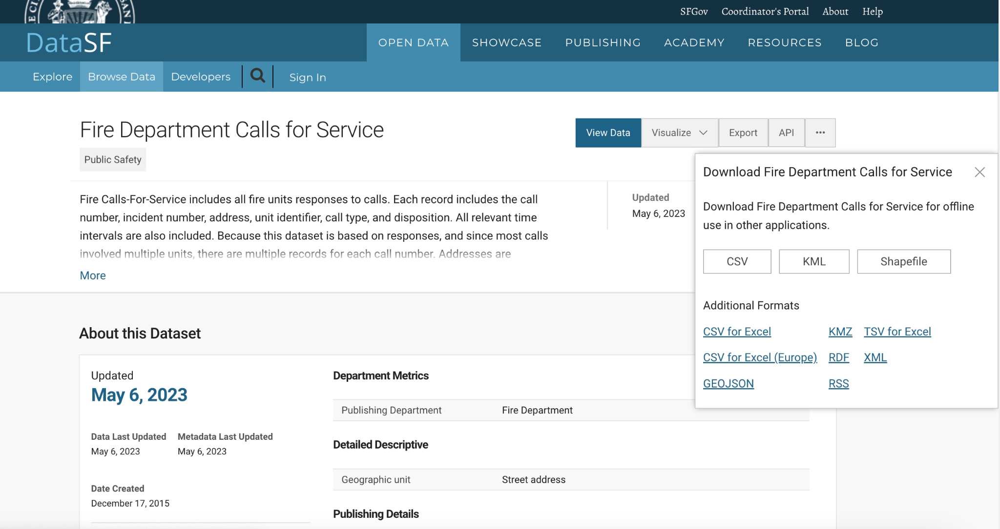 SFGov Coordinator's Portal About Help
DataSF
OPEN DATA SHOWCASE PUBLISHING ACADEMY RESOURCES BLOG
Explore Browse Data Developers Sign In
Fire Department Calls for Service
View Data Visualize Export API •••
Public Safety
Fire Calls-For-Service includes all fire units responses to calls. Each record includes the call
number, incident number, address, unit identifier, call type, and disposition. All relevant time
intervals are also included. Because this dataset is based on responses, and since most calls
involved multiple units, there are multiple records for each call number. Addresses are
More
Updated
May 6, 2023
Download Fire Department Calls for Service
Download Fire Department Calls for Service for offline
use in other applications.
CSV KML Shapefile
Additional Formats
CSV for Excel KMZ TSV for Excel
CSV for Excel (Europe) RDF XML
GEOJSON RSS
About this Dataset
Updated
May 6, 2023
Data Last Updated Metadata Last Updated
May 6, 2023 May 6, 2023
Date Created
December 17, 2015
Department Metrics
Publishing Department Fire Department
Detailed Descriptive
Geographic unit Street address
Publishing Details